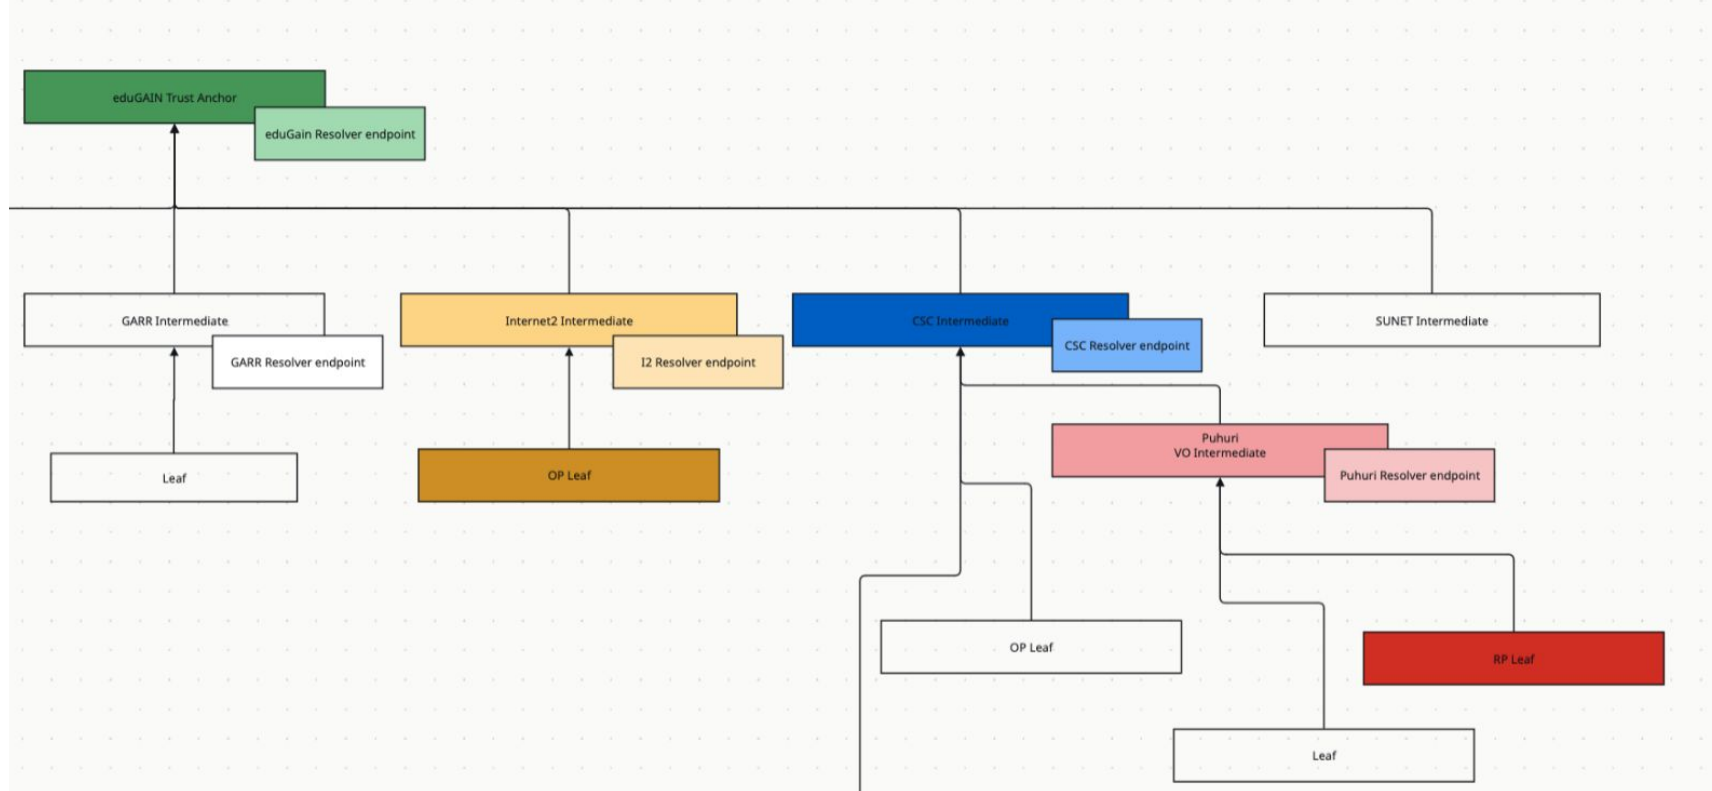 eduGAIN Trust Anchor
eduGain Resolver endpoint
GARR Intermediate
GARR Resolver endpoint
Internet2 Intermediate
I2 Resolver endpoint
CSC Intermediate
CSC Resolver endpoint
SUNET Intermediate
Puhuri
VO Intermediate
Puhuri Resolver endpoint
Leaf
OP Leaf
OP Leaf
RP Leaf
Leaf